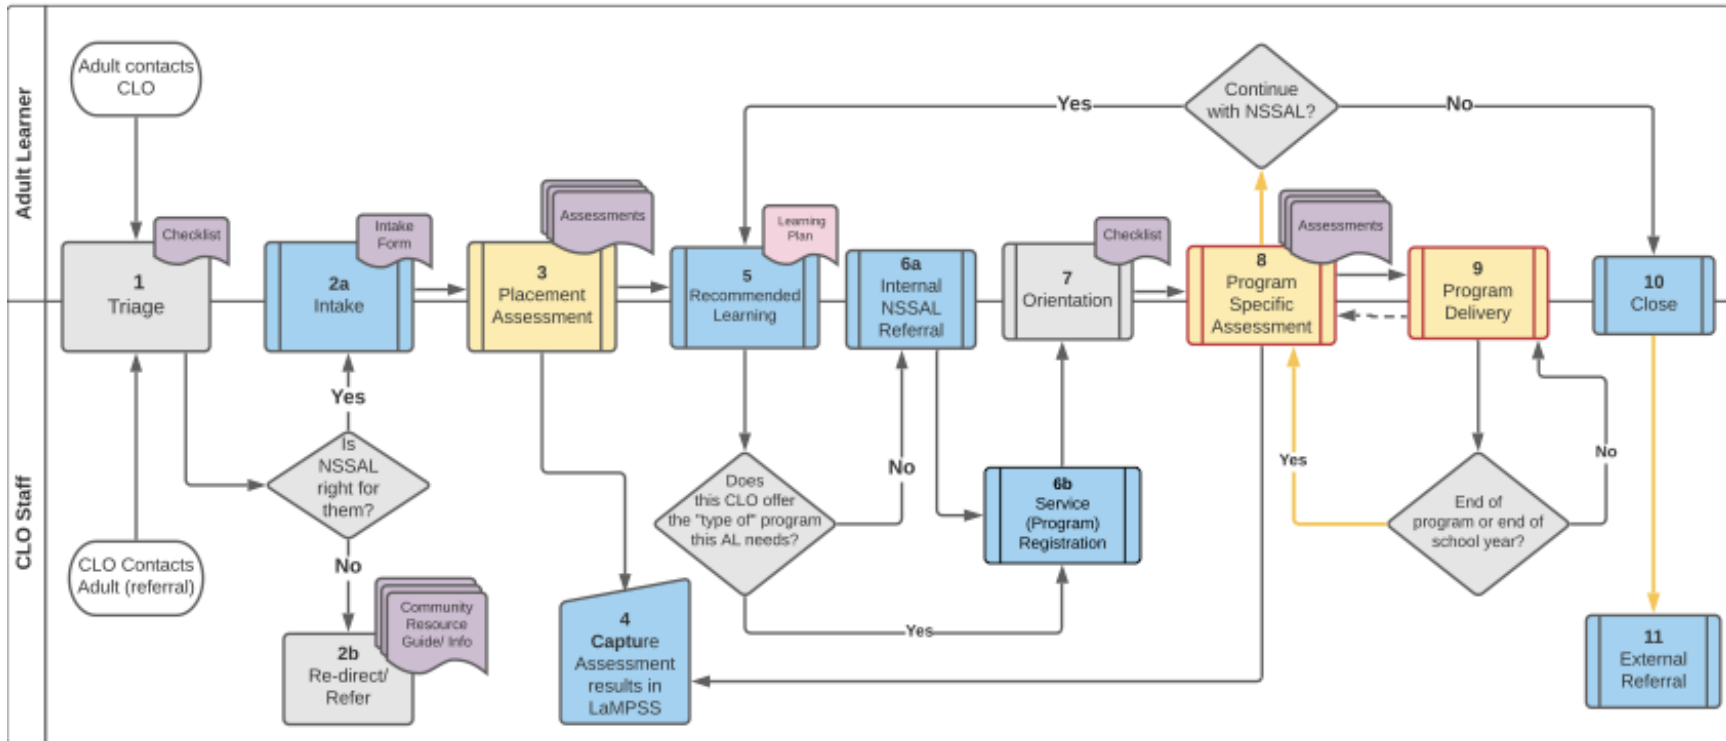 Adult Learner
CLO Staff
Adult contacts
CLO
Checklist
1
Triage
CLO Contacts
Adult (referral)
Intake
Form
2a
Intake
Yes
Is
NSSAL
right for
them?
No
Community
Resource
Guide/ Info
2b
Re-direct/
Refer
Assessments
3
Placement
Assessment
4
Capture
Assessment
results in
LaMPSS
Learning
Plan
5
Recommended
Learning
Does
this CLO offer
the "type of" program
this AL needs?
No
Yes
6a
Internal
NSSAL
Referral
6b
Service
(Program)
Registration
Checklist
7
Orientation
Continue
with NSSAL?
Yes
No
Assessments
8
Program
Specific
Assessment
9
Program
Delivery
End of
program or end of
school year?
Yes
No
10
Close
11
External
Referral